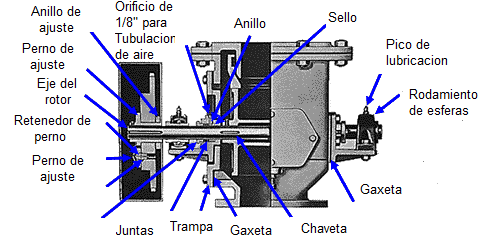 Anillo de
ajuste
Orificio de
1/8" para
Tubulacion
de aire
Anillo
Sello
Pico de
lubricacion
Rodamiento
de esferas
Perno de
ajuste
Eje del
rotor
Retenedor de
perno
Perno de
ajuste
Juntas
Trampa
Gaxeta
Chaveta
Gaxeta